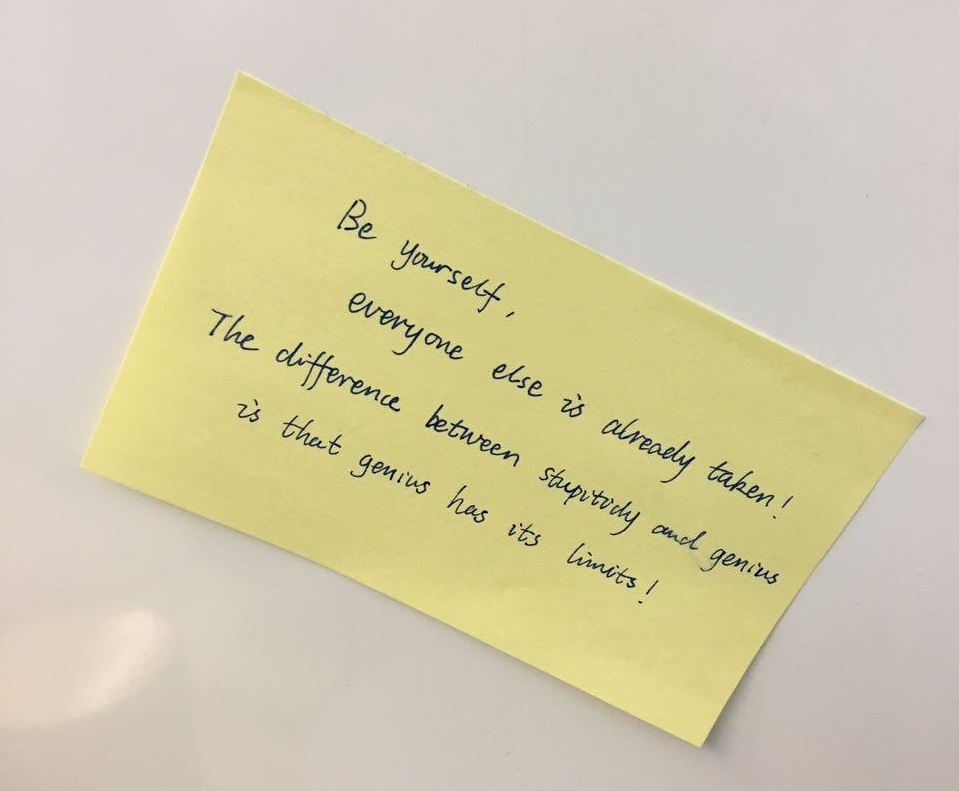 Be yourself,
everyone else is already taken!
The difference between stupitidy and genius
is that genius has its limits!